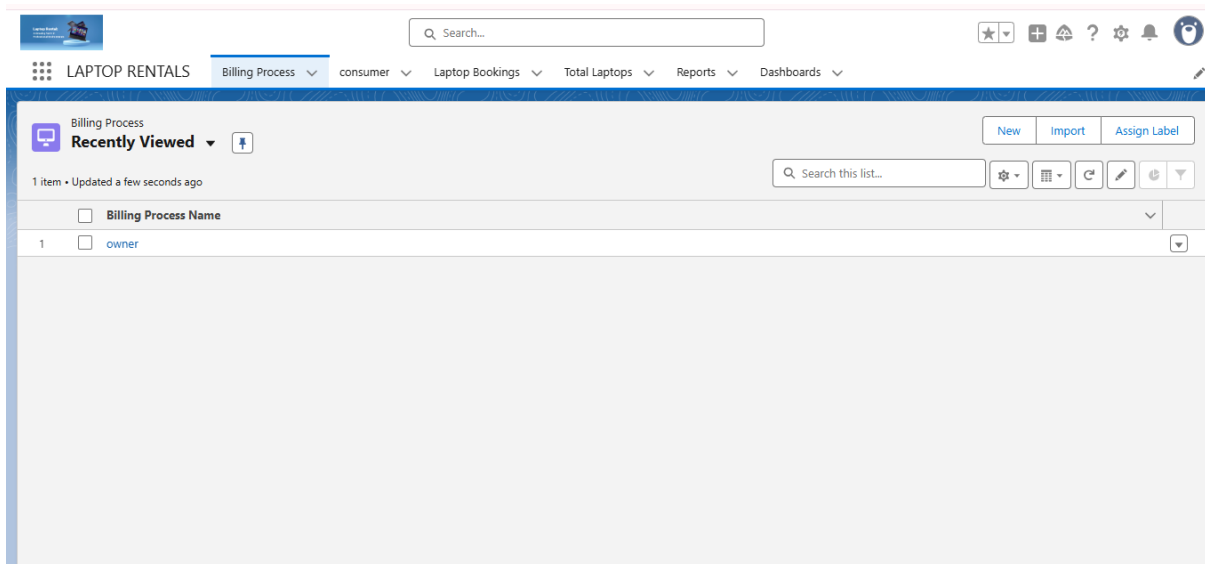 Search...
LAPTOP RENTALS
Billing Process
consumer
Laptop Bookings
Total Laptops
Reports
Dashboards
Billing Process
Recently Viewed
New
Import
Assign Label
1 item • Updated a few seconds ago
Search this list...
Billing Process Name
1
owner